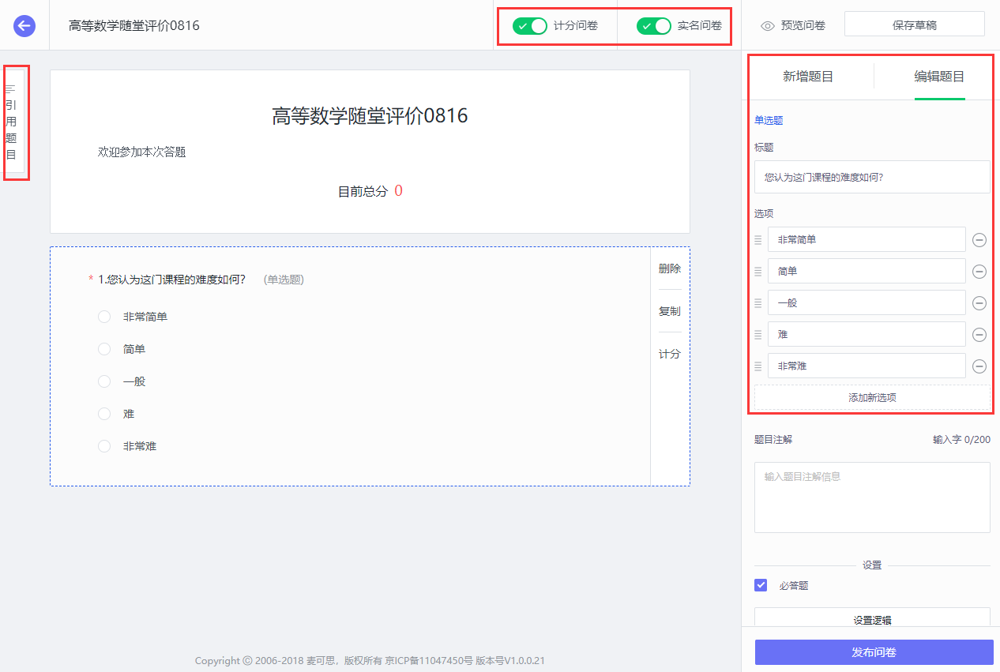 高等数学随堂评价0816
计分问卷
实名问卷
预览问卷
保存草稿
引用题目
高等数学随堂评价0816
欢迎参加本次答题
目前总分 0
* 1.您认为这门课程的难度如何? (单选题)
非常简单
简单
一般
难
非常难
删除
复制
计分
新增题目
编辑题目
单选题
标题
您认为这门课程的难度如何?
选项
非常简单
简单
一般
难
非常难
添加新选项
题目注解
输入字 0/200
输入题目注解信息
设置
必答题
设置逻辑
发布问卷
Copyright © 2006-2018 麦可思，版权所有 京ICP备11047450号 版本号V1.0.0.21